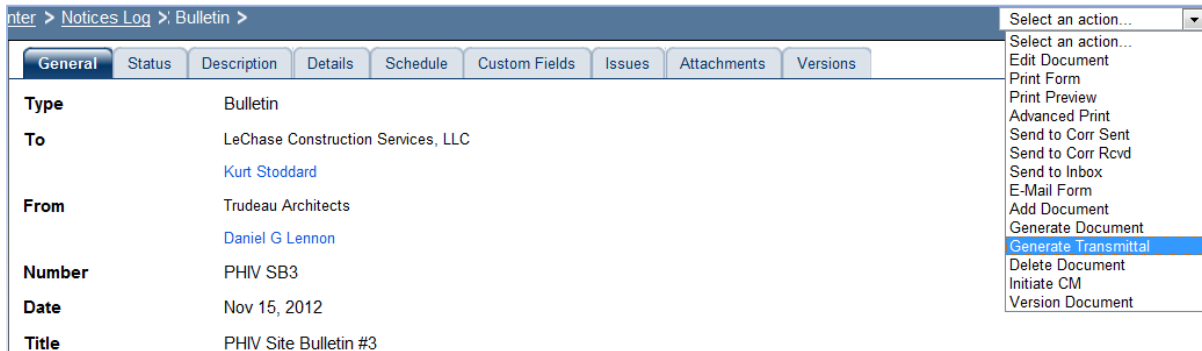 nter > Notices Log > Bulletin >
Select an action...
General Status Description Details Schedule Custom Fields Issues Attachments Versions
Type Bulletin
To LeChase Construction Services, LLC
Kurt Stoddard
From Trudeau Architects
Daniel G Lennon
Number PHIV SB3
Date Nov 15, 2012
Title PHIV Site Bulletin #3
Select an action...
Edit Document
Print Form
Print Preview
Advanced Print
Send to Corr Sent
Send to Corr Rcvd
Send to Inbox
E-Mail Form
Add Document
Generate Document
Generate Transmittal
Delete Document
Initiate CM
Version Document